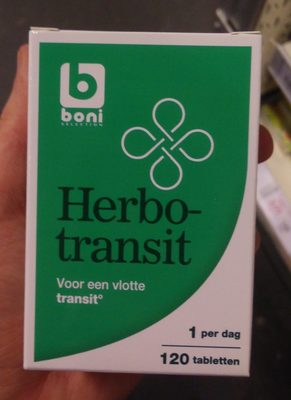 boni
SELECTION
Herbo-
transit
Voor een vlotte
transit°
1 per dag
120 tabletten